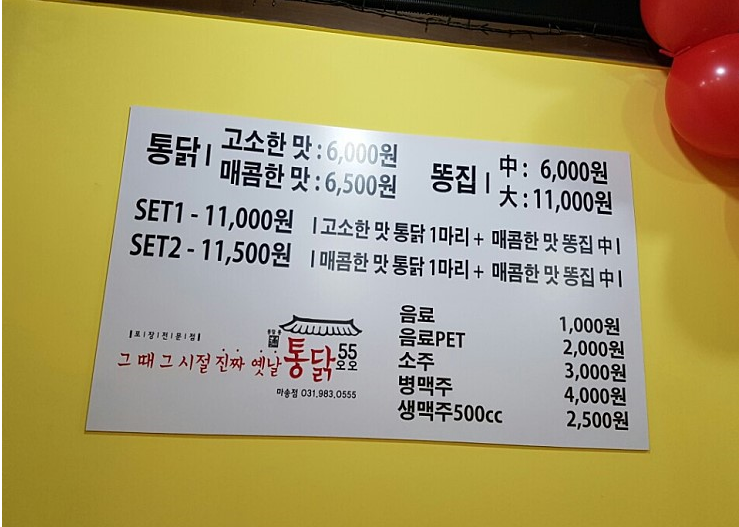 통닭 | 고소한 맛 : 6,000원
매콤한 맛 : 6,500원
똥집 | 中 : 6,000원
大 : 11,000원
SET1 - 11,000원 | 고소한 맛 통닭 1마리 + 매콤한 맛 똥집 中 |
SET2 - 11,500원 | 매콤한 맛 통닭 1마리 + 매콤한 맛 똥집 中 |
음료 1,000원
음료PET 2,000원
소주 3,000원
병맥주 4,000원
생맥주500cc 2,500원
| 포 | 장 | 전 | 문 | 점 |
그때 그시절 진짜 옛날 통닭 55
오오
마송점 031.983.0555